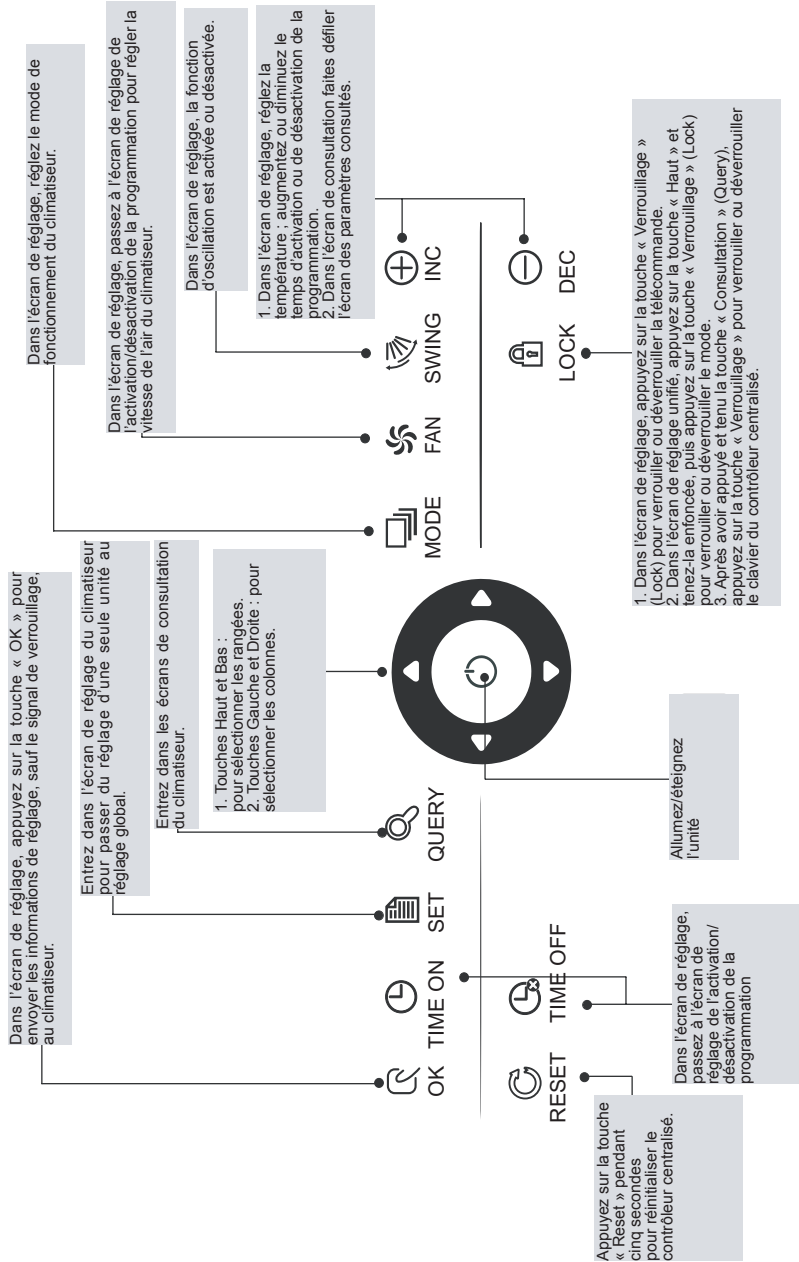 Dans l'écran de réglage, appuyez sur la touche « OK » pour
envoyer les informations de réglage, sauf le signal de verrouillage,
au climatiseur.
Entrez dans l'écran de réglage du climatiseur
pour passer du réglage d'une seule unité au
réglage global.
Entrez dans les écrans de consultation
du climatiseur.
1. Touches Haut et Bas :
pour sélectionner les rangées.
2. Touches Gauche et Droite : pour
sélectionner les colonnes.
Dans l'écran de réglage, réglez le mode de
fonctionnement du climatiseur.
Dans l'écran de réglage, passez à l'écran de réglage de
l'activation/désactivation de la programmation pour régler la
vitesse de l'air du climatiseur.
Dans l'écran de réglage, la fonction
d'oscillation est activée ou désactivée.
1. Dans l'écran de réglage, réglez la
température ; augmentez ou diminuez le
temps d'activation ou de désactivation de la
programmation.
2. Dans l'écran de consultation faites défiler
l'écran des paramètres consultés.
OK
TIME ON
SET
QUERY
MODE
FAN
SWING
INC
RESET
TIME OFF
LOCK
DEC
Appuyez sur la touche
« Reset » pendant
cinq secondes
pour réinitialiser le
contrôleur centralisé.
Dans l'écran de réglage,
passez à l'écran de
réglage de l'activation/
désactivation de la
programmation
Allumez/éteignez
l'unité
1. Dans l'écran de réglage, appuyez sur la touche « Verrouillage »
(Lock) pour verrouiller ou déverrouiller la télécommande.
2. Dans l'écran de réglage unifié, appuyez sur la touche « Haut » et
tenez-la enfoncée, puis appuyez sur la touche « Verrouillage » (Lock)
pour verrouiller ou déverrouiller le mode.
3. Après avoir appuyé et tenu la touche « Consultation » (Query),
appuyez sur la touche « Verrouillage » pour verrouiller ou déverrouiller
le clavier du contrôleur centralisé.